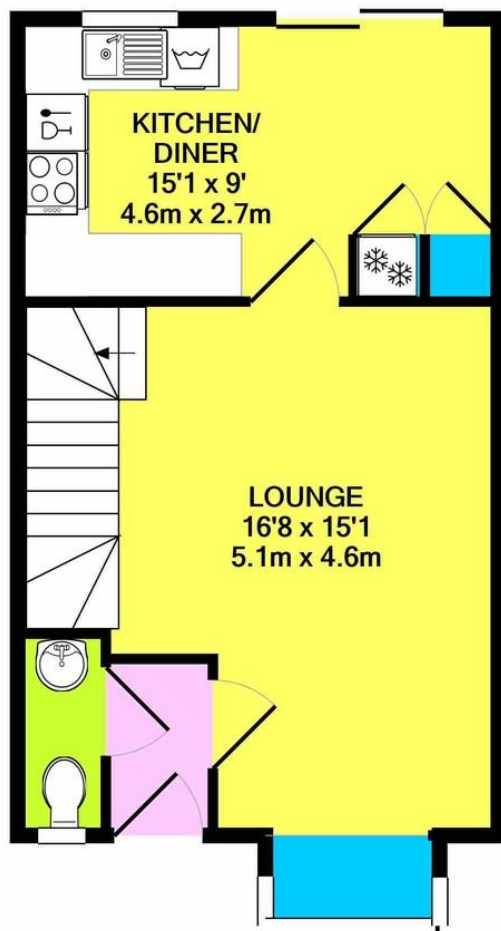 KITCHEN/
DINER
15'1 x 9'
4.6m x 2.7m
LOUNGE
16'8 x 15'1
5.1m x 4.6m